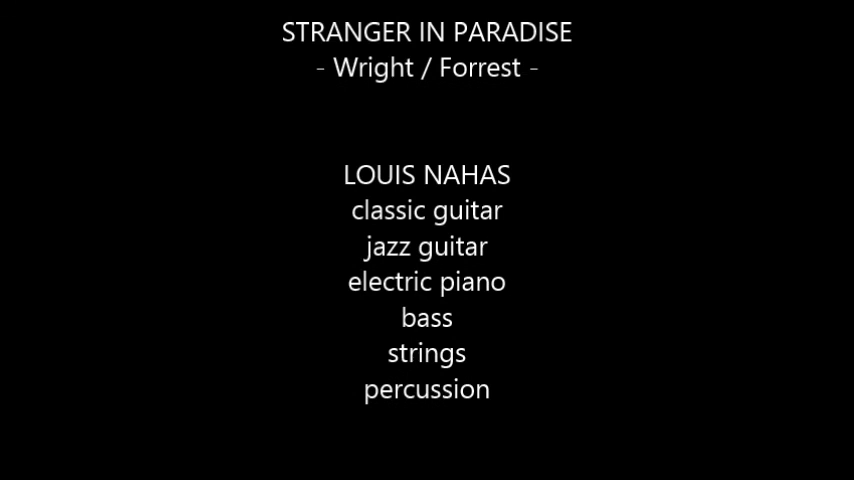 STRANGER IN PARADISE
- Wright / Forrest -
LOUIS NAHAS
classic guitar
jazz guitar
electric piano
bass
strings
percussion